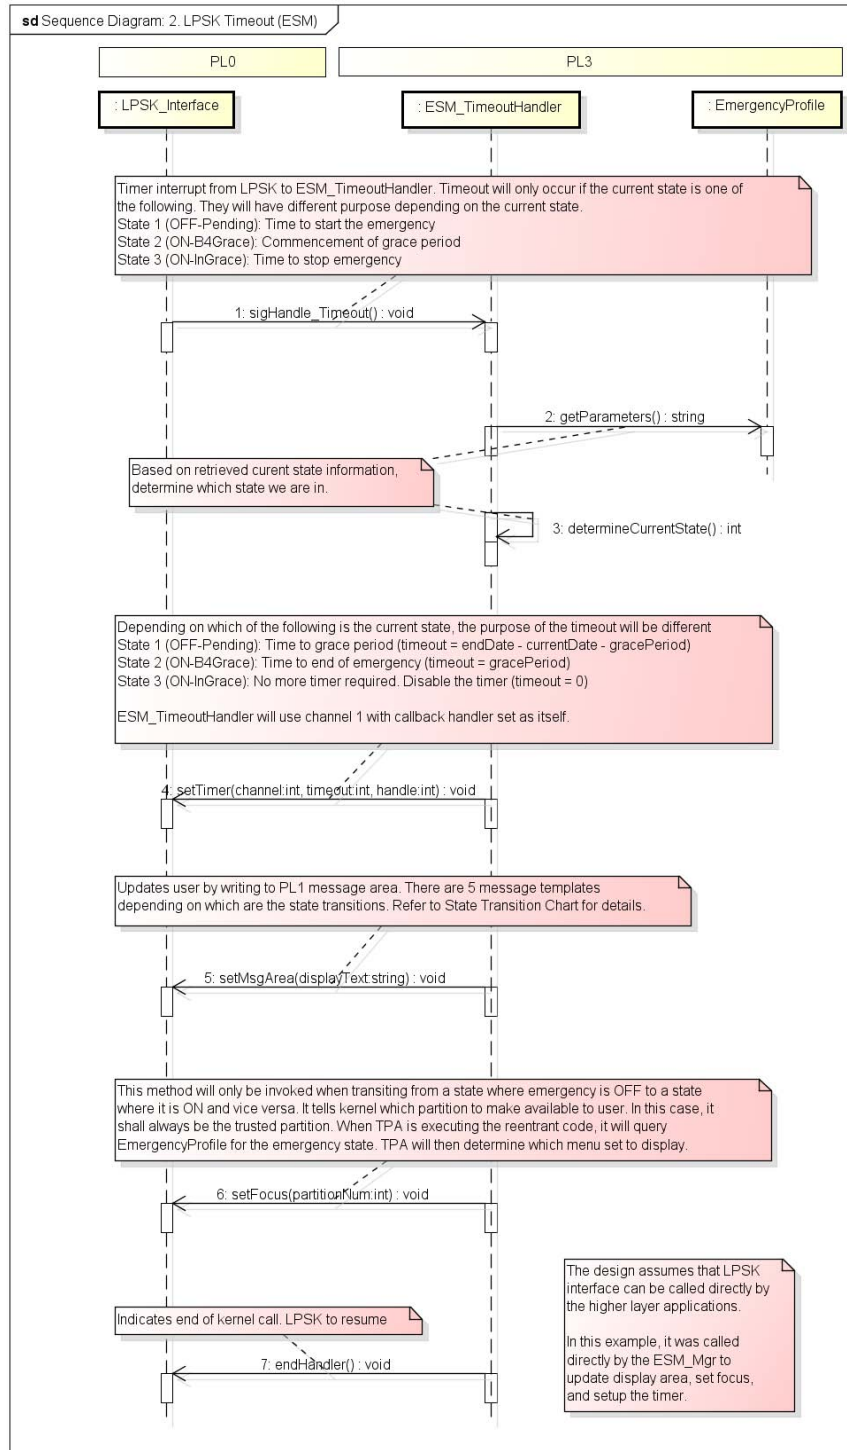 sd Sequence Diagram: 2. LPSK Timeout (ESM)
PL0
PL3
: LPSK_Interface
: ESM_TimeoutHandler
: EmergencyProfile
Timer interrupt from LPSK to ESM_TimeoutHandler. Timeout will only occur if the current state is one of
the following. They will have different purpose depending on the current state.
State 1 (OFF-Pending): Time to start the emergency
State 2 (ON-B4Grace): Commencement of grace period
State 3 (ON-InGrace): Time to stop emergency
1: sigHandle_Timeout() : void
2: getParameters() : string
Based on retrieved curent state information,
determine which state we are in.
3: determineCurrentState() : int
Depending on which of the following is the current state, the purpose of the timeout will be different
State 1 (OFF-Pending): Time to grace period (timeout = endDate - currentDate - gracePeriod)
State 2 (ON-B4Grace): Time to end of emergency (timeout = gracePeriod)
State 3 (ON-InGrace): No more timer required. Disable the timer (timeout = 0)
ESM_TimeoutHandler will use channel 1 with callback handler set as itself.
4: setTimer(channel:int, timeout:int, handle:int) : void
Updates user by writing to PL1 message area. There are 5 message templates
depending on which are the state transitions. Refer to State Transition Chart for details.
5: setMsgArea(displayText:string) : void
This method will only be invoked when transiting from a state where emergency is OFF to a state
where it is ON and vice versa. It tells kernel which partition to make available to user. In this case, it
shall always be the trusted partition. When TPA is executing the reentrant code, it will query
EmergencyProfile for the emergency state. TPA will then determine which menu set to display.
6: setFocus(partitionNum:int) : void
The design assumes that LPSK
interface can be called directly by
the higher layer applications.
In this example, it was called
directly by the ESM_Mgr to
update display area, set focus,
and setup the timer.
Indicates end of kernel call. LPSK to resume
7: endHandler() : void